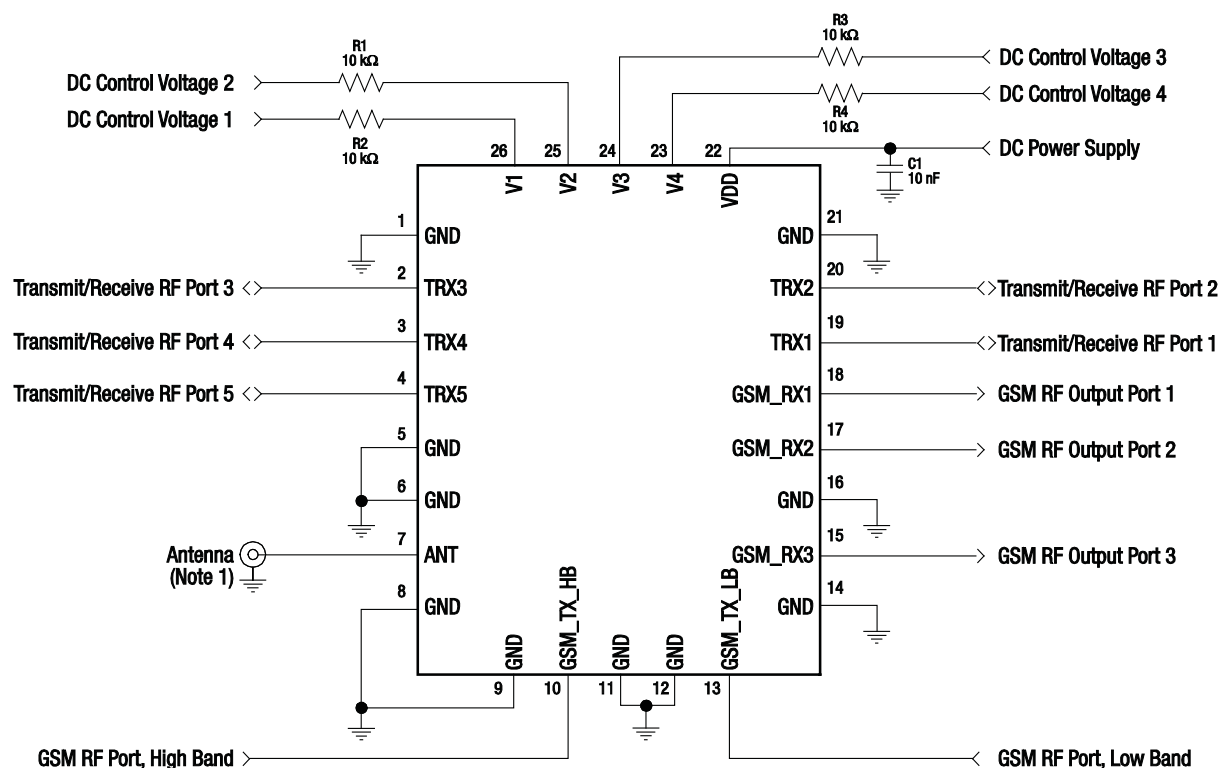 R3
10 kΩ
R1
10 kΩ
DC Control Voltage 3
DC Control Voltage 2
DC Control Voltage 4
DC Control Voltage 1
R4
10 kΩ
R2
10 kΩ
26 25 24 23 22
DC Power Supply
C1
10 nF
V1 V2 V3 V4 VDD
1 GND
GND 21
Transmit/Receive RF Port 3 2 TRX3
TRX2 20 Transmit/Receive RF Port 2
Transmit/Receive RF Port 4 3 TRX4
TRX1 19 Transmit/Receive RF Port 1
Transmit/Receive RF Port 5 4 TRX5
GSM_RX1 18 GSM RF Output Port 1
5 GND
GSM_RX2 17 GSM RF Output Port 2
6 GND
GND 16
Antenna
(Note 1)
7 ANT
GSM_RX3 15 GSM RF Output Port 3
8 GND
GND 14
GND GSM_TX_HB GND GND GSM_TX_LB
9 10 11 12 13
GSM RF Port, High Band
GSM RF Port, Low Band